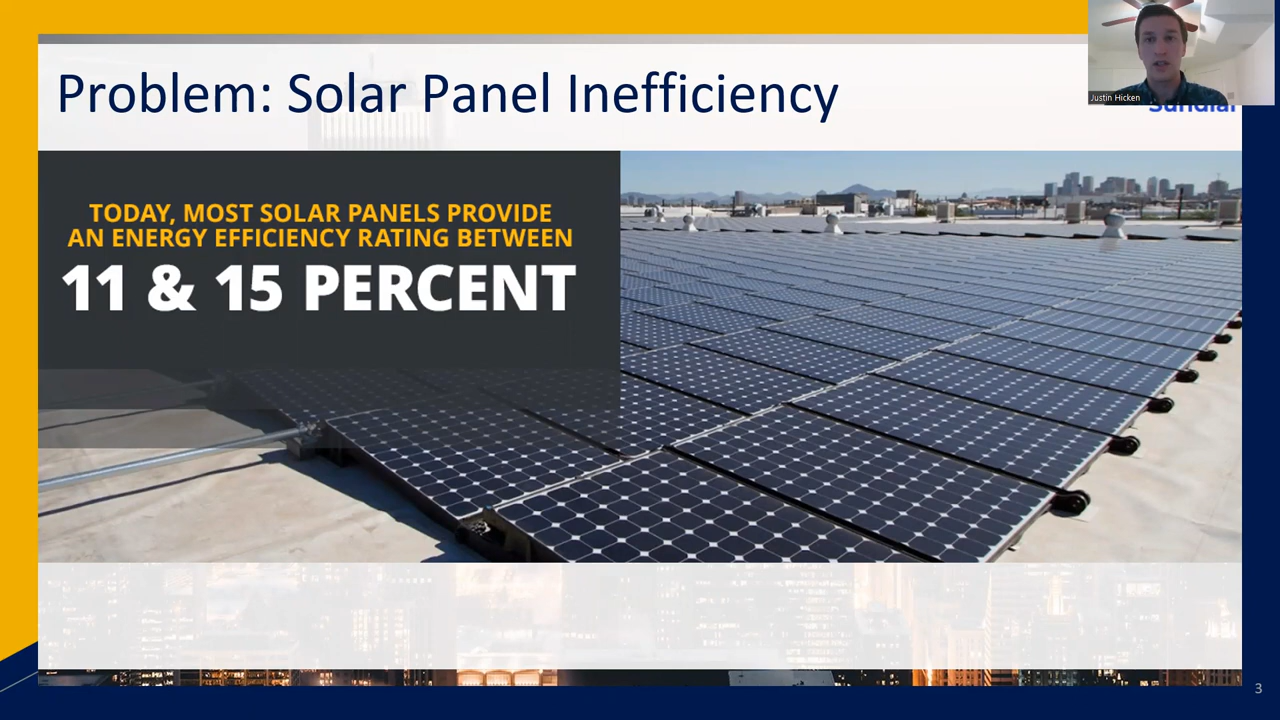 Problem: Solar Panel Inefficiency
Justin Hicken
Sundial
TODAY, MOST SOLAR PANELS PROVIDE
AN ENERGY EFFICIENCY RATING BETWEEN
11 & 15 PERCENT
3